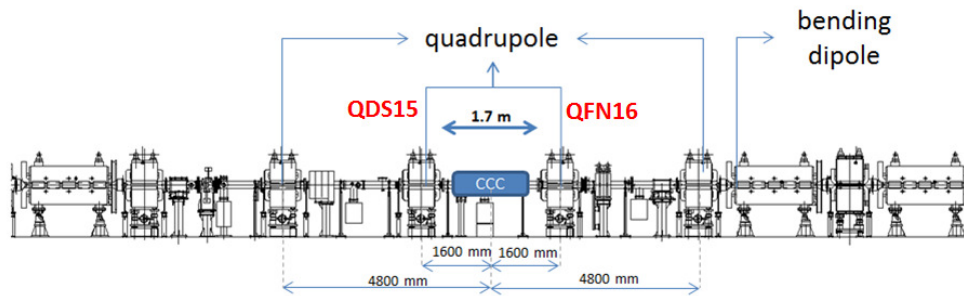 quadrupole
bending
dipole
QDS15
QFN16
1.7 m
CCC
1600 mm
1600 mm
4800 mm
4800 mm